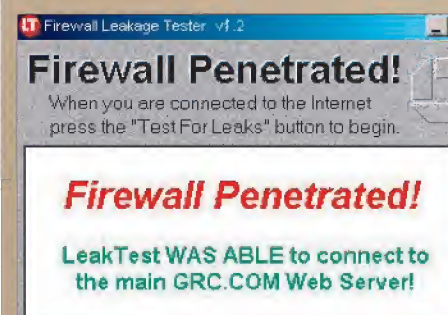 LT Firewall Leakage Tester v1.2
Firewall Penetrated!
When you are connected to the Internet
press the "Test For Leaks" button to begin.
Firewall Penetrated!
LeakTest WAS ABLE to connect to
the main GRC.COM Web Server!